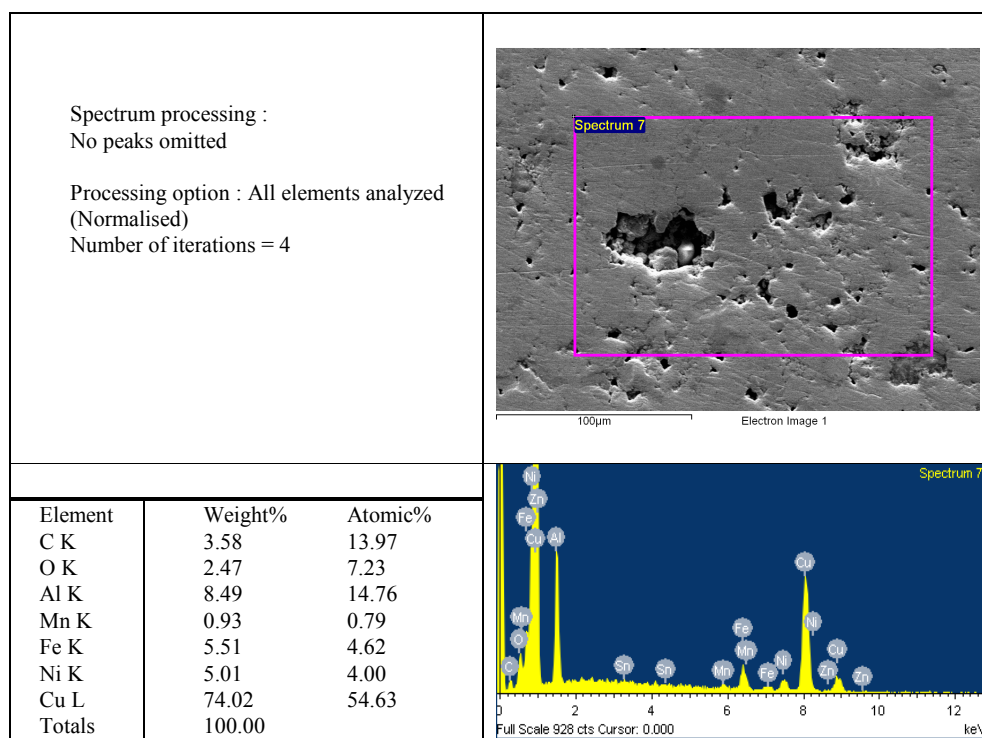 Spectrum processing :
No peaks omitted
Processing option : All elements analyzed
(Normalised)
Number of iterations = 4
Spectrum 7
100µm
Electron Image 1
Element Weight% Atomic%
C K 3.58 13.97
O K 2.47 7.23
Al K 8.49 14.76
Mn K 0.93 0.79
Fe K 5.51 4.62
Ni K 5.01 4.00
Cu L 74.02 54.63
Totals 100.00
Spectrum 7
Ni
Zn
Fe
Cu
Al
Cu
Mn
Ni
O
Fe
Mn
Cu
C
Sn
Sn
Mn
Fe
Ni
Zn
Zn
2 4 6 8 10 12
Full Scale 928 cts Cursor: 0.000
keV